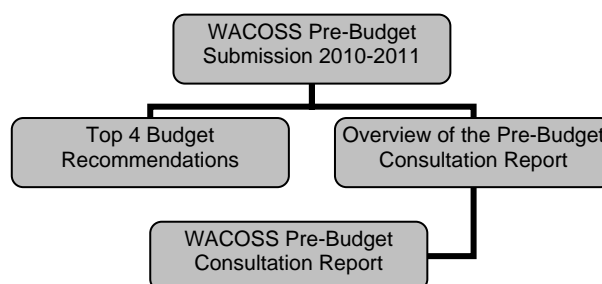 WACOSS Pre-Budget
Submission 2010-2011
Top 4 Budget
Recommendations
Overview of the Pre-Budget
Consultation Report
WACOSS Pre-Budget
Consultation Report